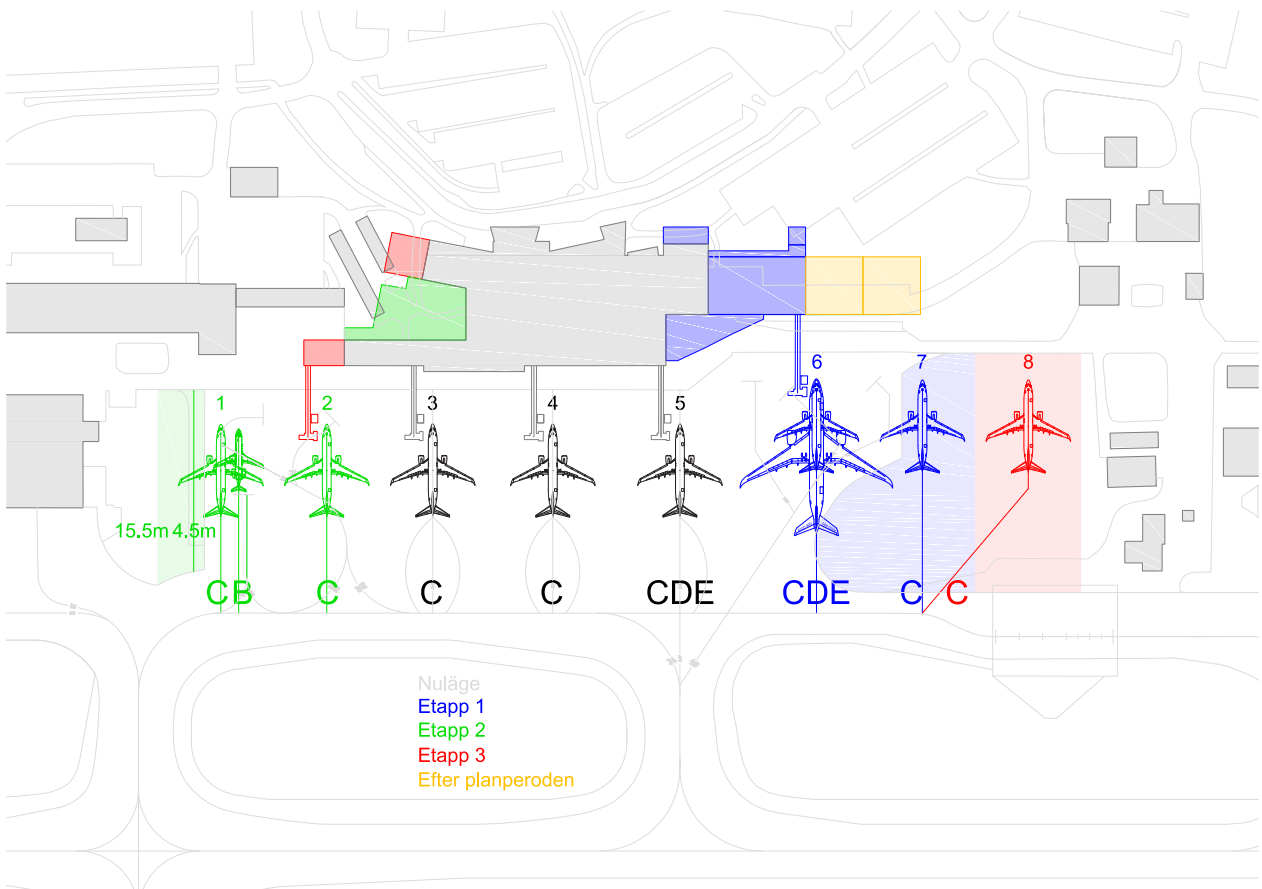 6 7 8
1 2 3 4 5
15.5m 4.5m
C B C C C CDE CDE C C
Nuläge
Etapp 1
Etapp 2
Etapp 3
Efter planperoden